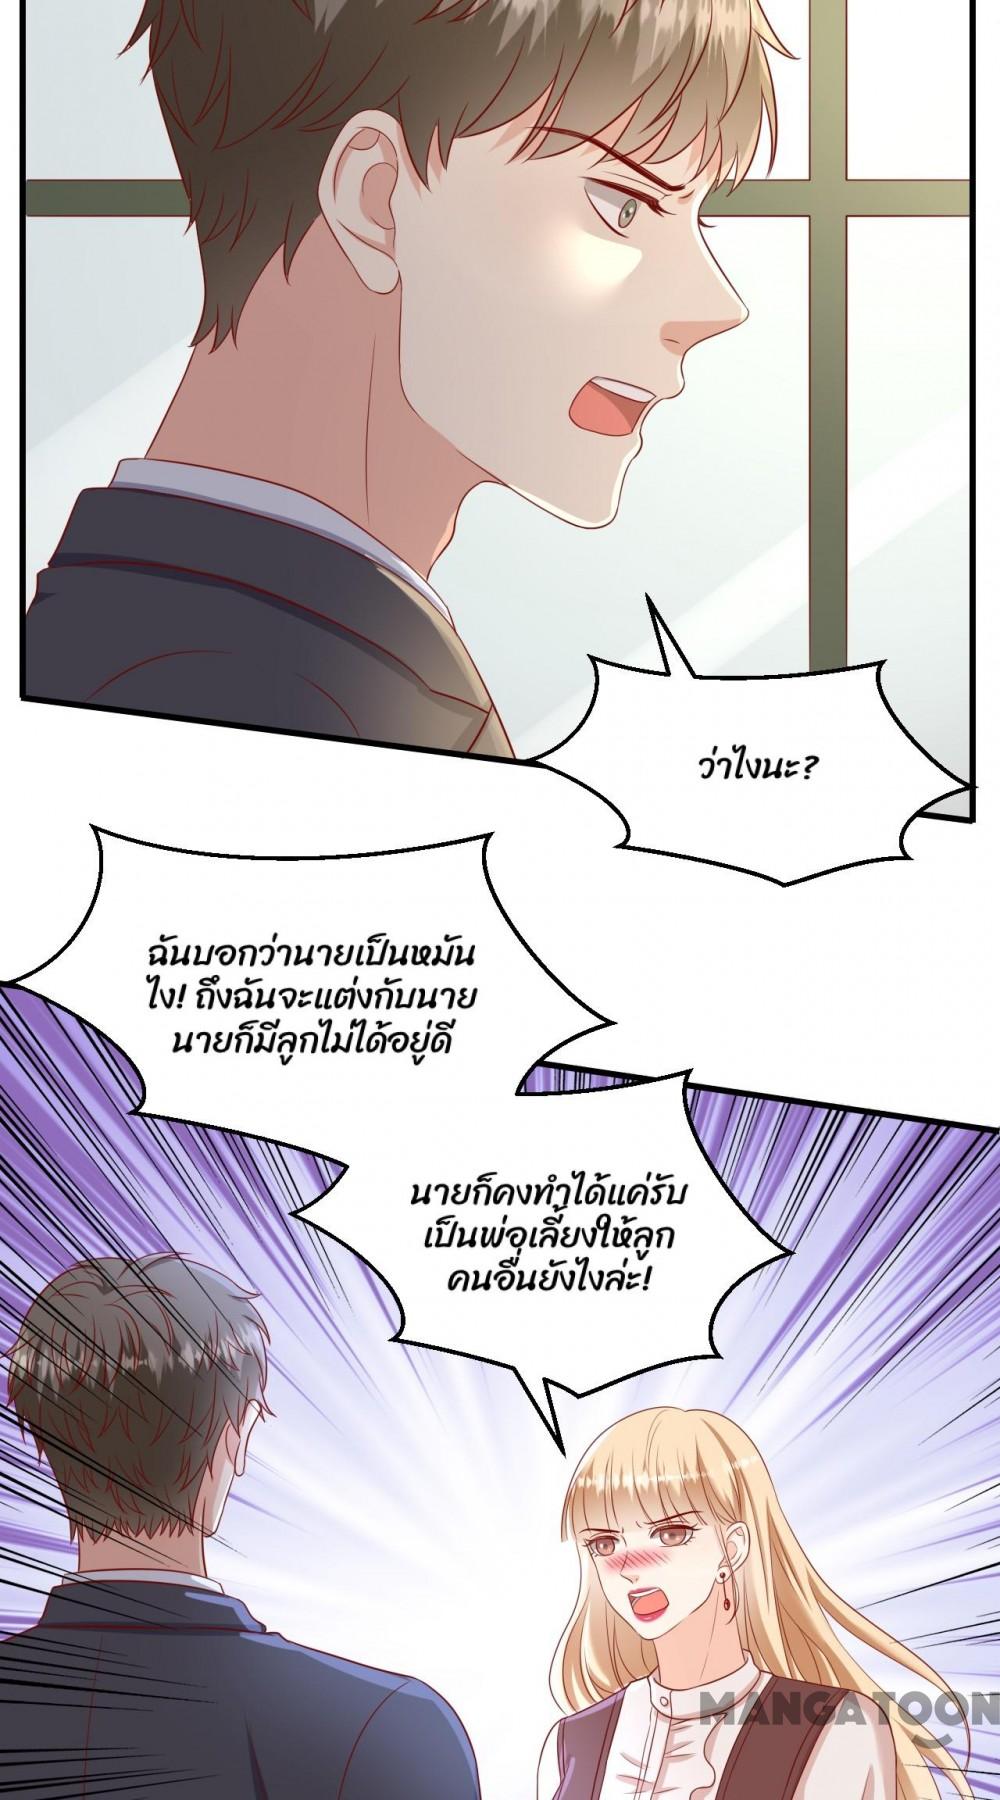 ว่าไงนะ?
ฉันบอกว่านายเป็นหมัน
ไง! ถึงฉันจะแต่งกับนาย
นายก็มีลูกไม่ได้อยู่ดี
นายก็คงทำได้แค่รับ
เป็นพ่อเลี้ยงให้ลูก
คนอื่นยังไงล่ะ!
MANGATOON